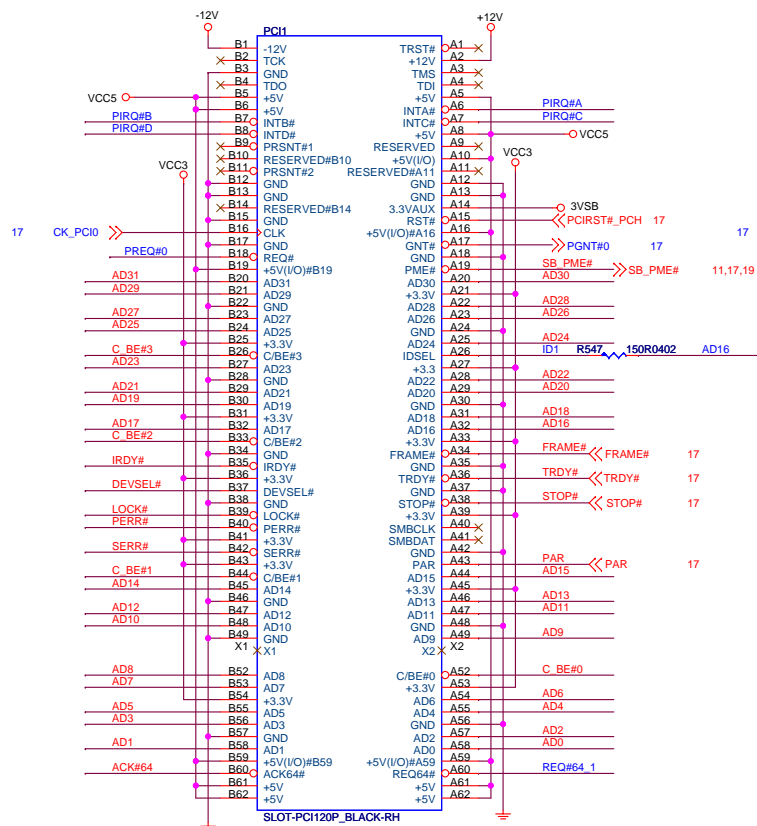 -12V +12V
PCI1
B1 -12V TRST# A1
B2 TCK +12V A2
B3 GND TMS A3
B4 TDO TDI A4
VCC5 B5 +5V +5V A5
B6 +5V INTA# A6 PIRQ#A
PIRQ#B B7 INTB# INTC# A7 PIRQ#C
PIRQ#D B8 INTD# +5V A8 VCC5
B9 PRSNT#1 RESERVED A9
B10 RESERVED#B10 +5V(I/O) A10
VCC3 B11 PRSNT#2 RESERVED#A11 A11 VCC3
B12 GND GND A12
B13 GND GND A13
B14 RESERVED#B14 3.3VAUX A14 3VSB
B15 GND RST# A15 PCIRST#_PCH 17
17 CK_PCI0 B16 CLK +5V(I/O)#A16 A16 17
B17 GND GNT# A17 PGNT#0 17
PREQ#0 B18 REQ# GND A18
B19 +5V(I/O)#B19 PME# A19 SB_PME# SB_PME# 11,17,19
AD31 B20 AD31 AD30 A20 AD30
AD29 B21 AD29 +3.3V A21
B22 GND AD28 A22 AD28
AD27 B23 AD27 AD26 A23 AD26
AD25 B24 AD25 GND A24
B25 +3.3V AD24 A25 AD24
C_BE#3 B26 C/BE#3 IDSEL A26 ID1 R547 150R0402 AD16
AD23 B27 AD23 +3.3 A27
B28 GND AD22 A28 AD22
AD21 B29 AD21 AD20 A29 AD20
AD19 B30 AD19 GND A30
B31 +3.3V AD18 A31 AD18
AD17 B32 AD17 AD16 A32 AD16
C_BE#2 B33 C/BE#2 +3.3V A33
B34 GND FRAME# A34 FRAME# FRAME# 17
IRDY# B35 IRDY# GND A35
B36 +3.3V TRDY# A36 TRDY# TRDY# 17
DEVSEL# B37 DEVSEL# GND A37
B38 GND STOP# A38 STOP# STOP# 17
LOCK# B39 LOCK# +3.3V A39
PERR# B40 PERR# SMBCLK A40
B41 +3.3V SMBDAT A41
SERR# B42 SERR# GND A42
B43 +3.3V PAR A43 PAR PAR 17
C_BE#1 B44 C/BE#1 AD15 A44 AD15
AD14 B45 AD14 +3.3V A45
B46 GND AD13 A46 AD13
AD12 B47 AD12 AD11 A47 AD11
AD10 B48 AD10 GND A48
B49 GND AD9 A49 AD9
X1 X1 X2 X2
AD8 B52 AD8 C/BE#0 A52 C_BE#0
AD7 B53 AD7 +3.3V A53
B54 +3.3V AD6 A54 AD6
AD5 B55 AD5 AD4 A55 AD4
AD3 B56 AD3 GND A56
B57 GND AD2 A57 AD2
AD1 B58 AD1 AD0 A58 AD0
B59 +5V(I/O)#B59 +5V(I/O)#A59 A59
ACK#64 B60 ACK64# REQ64# A60 REQ#64_1
B61 +5V +5V A61
B62 +5V +5V A62
SLOT-PCI120P_BLACK-RH